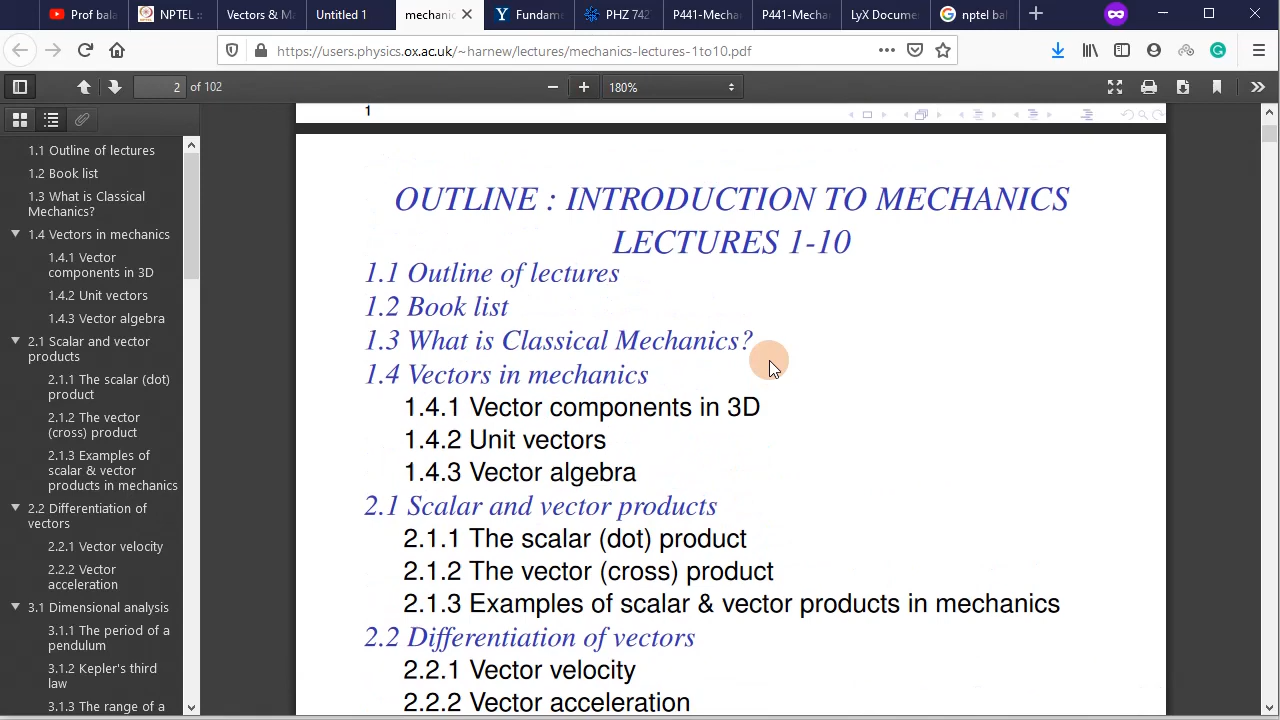 Prof bala
NPTEL ::
Vectors & Ma
Untitled 1
mechanic
Fundam
PHZ 742
P441-Mechan
P441-Mechan
LyX Docume
nptel bal
https://users.physics.ox.ac.uk/~harnew/lectures/mechanics-lectures-1to10.pdf
2 of 102
180%
1.1 Outline of lectures
1.2 Book list
1.3 What is Classical
Mechanics?
1.4 Vectors in mechanics
1.4.1 Vector
components in 3D
1.4.2 Unit vectors
1.4.3 Vector algebra
2.1 Scalar and vector
products
2.1.1 The scalar (dot)
product
2.1.2 The vector
(cross) product
2.1.3 Examples of
scalar & vector
products in mechanics
2.2 Differentiation of
vectors
2.2.1 Vector velocity
2.2.2 Vector
acceleration
3.1 Dimensional analysis
3.1.1 The period of a
pendulum
3.1.2 Kepler's third
law
3.1.3 The range of a
1
OUTLINE : INTRODUCTION TO MECHANICS
LECTURES 1-10
1.1 Outline of lectures
1.2 Book list
1.3 What is Classical Mechanics?
1.4 Vectors in mechanics
1.4.1 Vector components in 3D
1.4.2 Unit vectors
1.4.3 Vector algebra
2.1 Scalar and vector products
2.1.1 The scalar (dot) product
2.1.2 The vector (cross) product
2.1.3 Examples of scalar & vector products in mechanics
2.2 Differentiation of vectors
2.2.1 Vector velocity
2.2.2 Vector acceleration